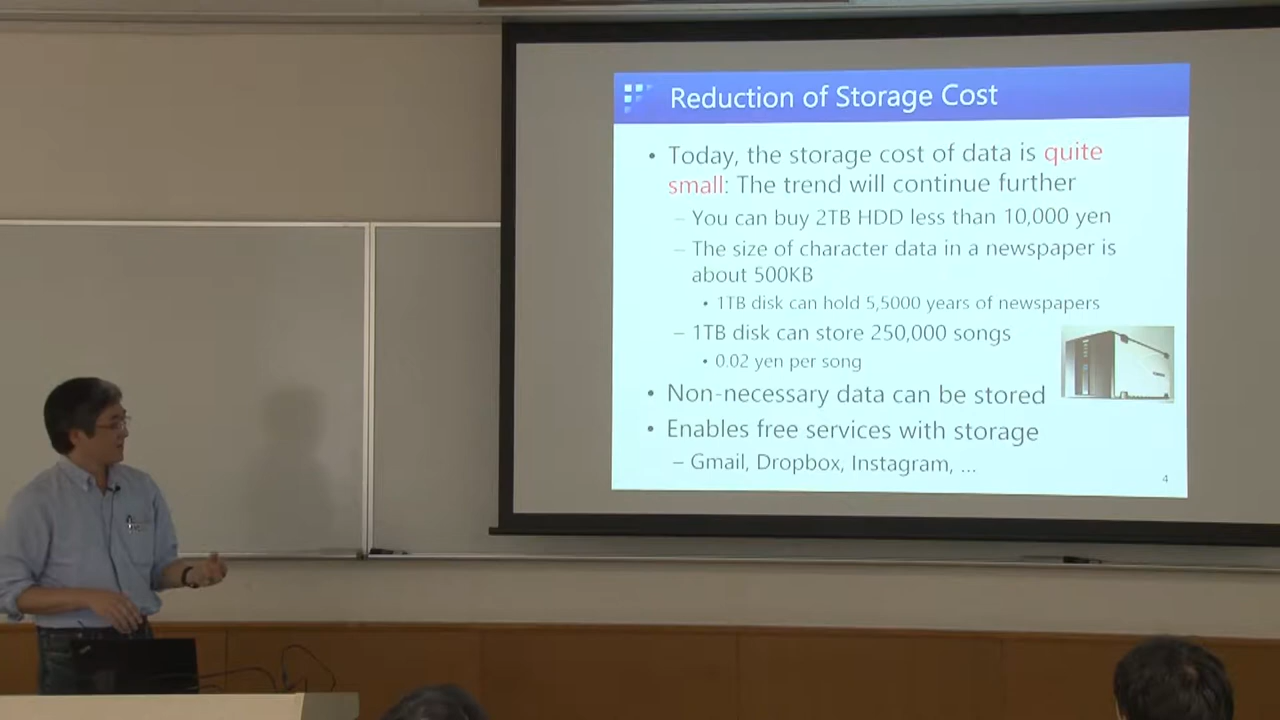 Reduction of Storage Cost
• Today, the storage cost of data is quite
small: The trend will continue further
– You can buy 2TB HDD less than 10,000 yen
– The size of character data in a newspaper is
about 500KB
• 1TB disk can hold 5,5000 years of newspapers
– 1TB disk can store 250,000 songs
• 0.02 yen per song
• Non-necessary data can be stored
• Enables free services with storage
– Gmail, Dropbox, Instagram, ...
4